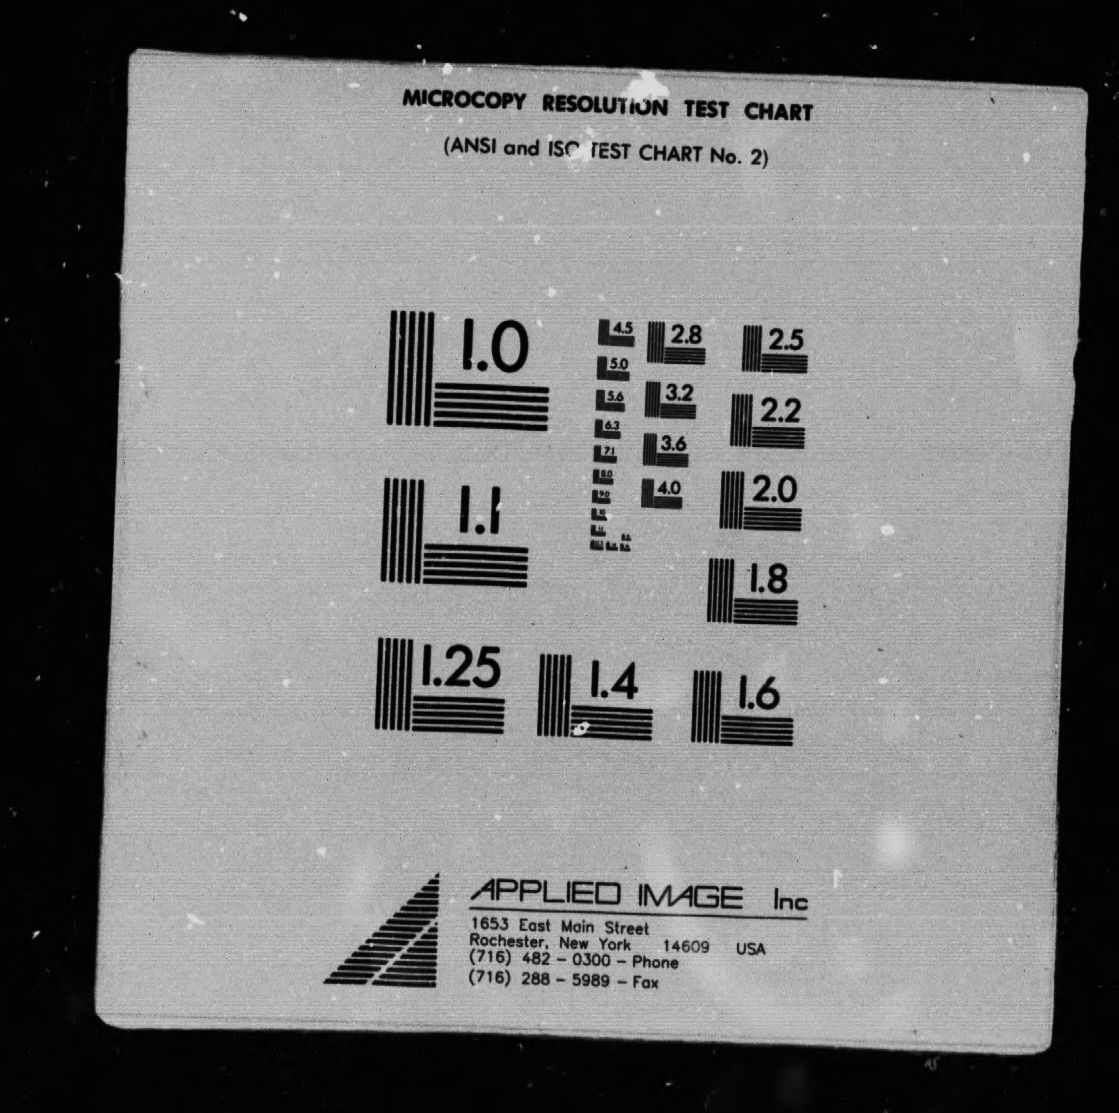 MICROCOPY RESOLUTION TEST CHART
(ANSI and ISO TEST CHART No. 2)
1.0
4.5
2.8
2.5
5.0
3.2
2.2
5.6
6.3
3.6
7.1
4.0
2.0
8.0
9.0
1.1
1.8
1.25
1.4
1.6
APPLIED IMAGE Inc
1653 East Main Street
Rochester, New York 14609 USA
(716) 482 - 0300 - Phone
(716) 288 - 5989 - Fax